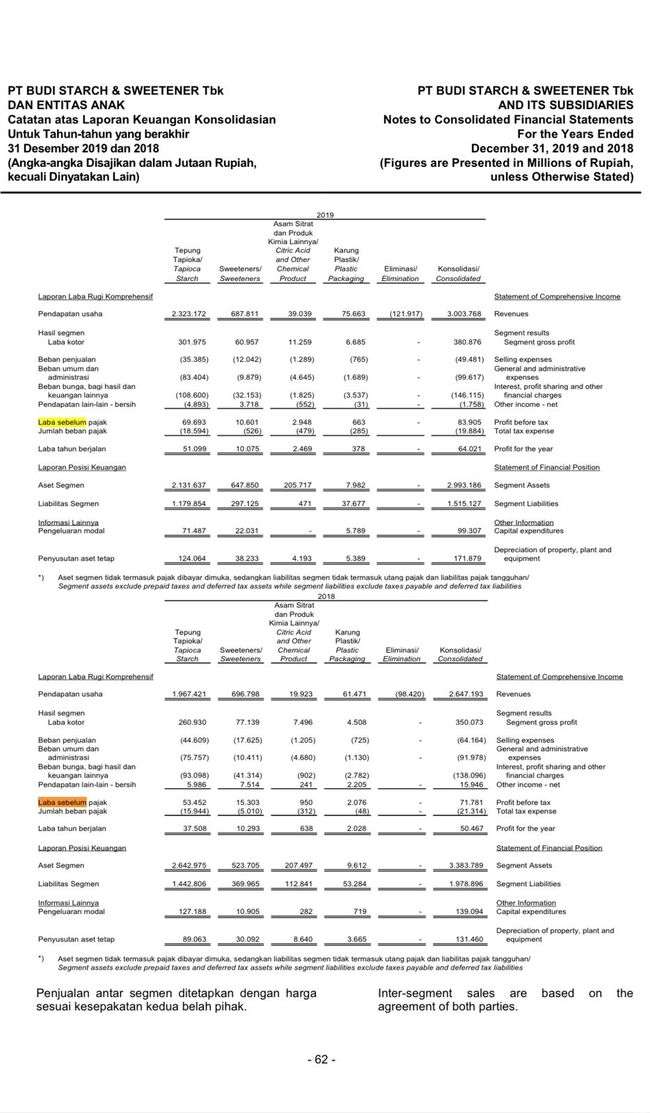 PT BUDI STARCH & SWEETENER Tbk
DAN ENTITAS ANAK
Catatan atas Laporan Keuangan Konsolidasian
Untuk Tahun-tahun yang berakhir
31 Desember 2019 dan 2018
(Angka-angka Disajikan dalam Jutaan Rupiah,
kecuali Dinyatakan Lain)
PT BUDI STARCH & SWEETENER Tbk
AND ITS SUBSIDIARIES
Notes to Consolidated Financial Statements
For the Years Ended
December 31, 2019 and 2018
(Figures are Presented in Millions of Rupiah,
unless Otherwise Stated)
2019
Tepung Tapioka/ Tapioca Starch
Sweeteners/ Sweeteners
Asam Sitrat dan Produk Kimia Lainnya/ Citric Acid and Other Chemical Product
Karung Plastik/ Plastic Packaging
Eliminasi/ Elimination
Konsolidasi/ Consolidated
Laporan Laba Rugi Komprehensif Statement of Comprehensive Income
Pendapatan usaha 2.323.172 687.811 39.039 75.663 (121.917) 3.003.768 Revenues
Hasil segmen Segment results
Laba kotor 301.975 60.957 11.259 6.685 - 380.876 Segment gross profit
Beban penjualan (35.385) (12.042) (1.289) (765) - (49.481) Selling expenses
Beban umum dan General and administrative
administrasi (83.404) (9.879) (4.645) (1.689) - (99.617) expenses
Beban bunga, bagi hasil dan Interest, profit sharing and other
keuangan lainnya (108.600) (32.153) (1.825) (3.537) - (146.115) financial charges
Pendapatan lain-lain - bersih (4.893) 3.718 (552) (31) - (1.758) Other income - net
Laba sebelum pajak 69.693 10.601 2.948 663 - 83.905 Profit before tax
Jumlah beban pajak (18.594) (526) (479) (285) (19.884) Total tax expense
Laba tahun berjalan 51.099 10.075 2.469 378 - 64.021 Profit for the year
Laporan Posisi Keuangan Statement of Financial Position
Aset Segmen 2.131.637 647.850 205.717 7.982 - 2.993.186 Segment Assets
Liabilitas Segmen 1.179.854 297.125 471 37.677 - 1.515.127 Segment Liabilities
Informasi Lainnya Other Information
Pengeluaran modal 71.487 22.031 - 5.789 - 99.307 Capital expenditures
Depreciation of property, plant and
Penyusutan aset tetap 124.064 38.233 4.193 5.389 - 171.879 equipment
*) Aset segmen tidak termasuk pajak dibayar dimuka, sedangkan liabilitas segmen tidak termasuk utang pajak dan liabilitas pajak tangguhan/
Segment assets exclude prepaid taxes and deferred tax assets while segment liabilities exclude taxes payable and deferred tax liabilities
2018
Tepung Tapioka/ Tapioca Starch
Sweeteners/ Sweeteners
Asam Sitrat dan Produk Kimia Lainnya/ Citric Acid and Other Chemical Product
Karung Plastik/ Plastic Packaging
Eliminasi/ Elimination
Konsolidasi/ Consolidated
Laporan Laba Rugi Komprehensif Statement of Comprehensive Income
Pendapatan usaha 1.967.421 696.798 19.923 61.471 (98.420) 2.647.193 Revenues
Hasil segmen Segment results
Laba kotor 260.930 77.139 7.496 4.508 - 350.073 Segment gross profit
Beban penjualan (44.609) (17.625) (1.205) (725) - (64.164) Selling expenses
Beban umum dan General and administrative
administrasi (75.757) (10.411) (4.680) (1.130) - (91.978) expenses
Beban bunga, bagi hasil dan Interest, profit sharing and other
keuangan lainnya (93.098) (41.314) (902) (2.782) - (138.096) financial charges
Pendapatan lain-lain - bersih 5.986 7.514 241 2.205 - 15.946 Other income - net
Laba sebelum pajak 53.452 15.303 950 2.076 - 71.781 Profit before tax
Jumlah beban pajak (15.944) (5.010) (312) (48) - (21.314) Total tax expense
Laba tahun berjalan 37.508 10.293 638 2.028 - 50.467 Profit for the year
Laporan Posisi Keuangan Statement of Financial Position
Aset Segmen 2.642.975 523.705 207.497 9.612 - 3.383.789 Segment Assets
Liabilitas Segmen 1.442.806 369.965 112.841 53.284 - 1.978.896 Segment Liabilities
Informasi Lainnya Other Information
Pengeluaran modal 127.188 10.905 282 719 - 139.094 Capital expenditures
Depreciation of property, plant and
Penyusutan aset tetap 89.063 30.092 8.640 3.665 - 131.460 equipment
*) Aset segmen tidak termasuk pajak dibayar dimuka, sedangkan liabilitas segmen tidak termasuk utang pajak dan liabilitas pajak tangguhan/
Segment assets exclude prepaid taxes and deferred tax assets while segment liabilities exclude taxes payable and deferred tax liabilities
Penjualan antar segmen ditetapkan dengan harga
sesuai kesepakatan kedua belah pihak.
Inter-segment sales are based on the
agreement of both parties.
- 62 -